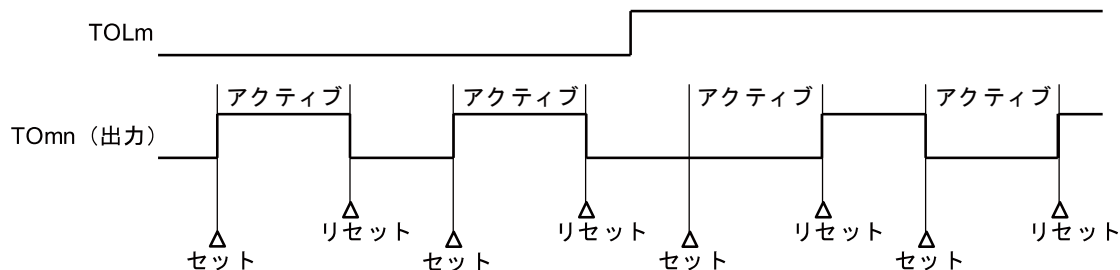 TOLm
アクティブ アクティブ アクティブ アクティブ
TOmn（出力）
リセット リセット リセット リセット
セット セット セット セット